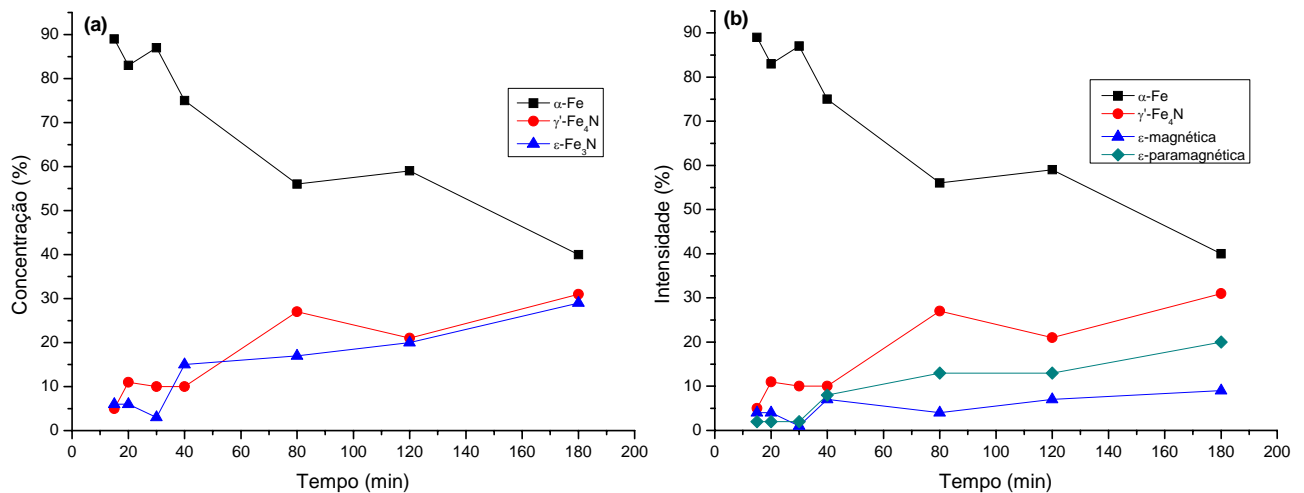 (a)
Concentração (%)
90
80
70
60
50
40
30
20
10
0
α-Fe
γ'-Fe4N
ε-Fe3N
0 20 40 60 80 100 120 140 160 180 200
Tempo (min)
(b)
Intensidade (%)
90
80
70
60
50
40
30
20
10
0
α-Fe
γ'-Fe4N
ε-magnética
ε-paramagnética
0 20 40 60 80 100 120 140 160 180 200
Tempo (min)